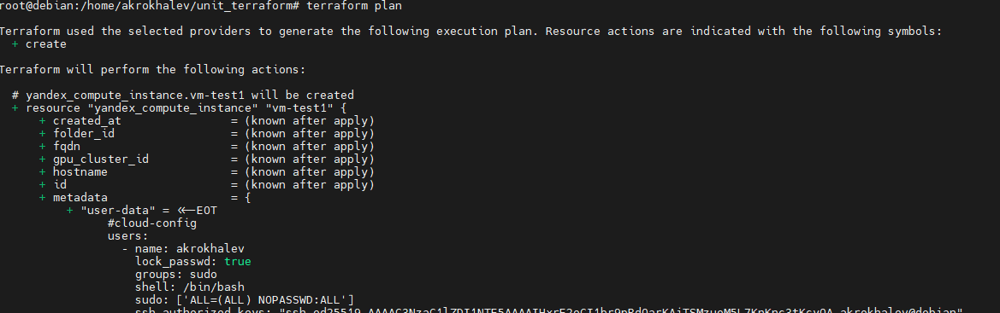 root@debian:/home/akrokhalev/unit_terraform# terraform plan
Terraform used the selected providers to generate the following execution plan. Resource actions are indicated with the following symbols:
+ create
Terraform will perform the following actions:
# yandex_compute_instance.vm-test1 will be created
+ resource "yandex_compute_instance" "vm-test1" {
+ created_at = (known after apply)
+ folder_id = (known after apply)
+ fqdn = (known after apply)
+ gpu_cluster_id = (known after apply)
+ hostname = (known after apply)
+ id = (known after apply)
+ metadata = {
+ "user-data" = <<-EOT
#cloud-config
users:
- name: akrokhalev
lock_passwd: true
groups: sudo
shell: /bin/bash
sudo: ['ALL=(ALL) NOPASSWD:ALL']
ssh_authorized_keys: "ssh-ed25519 akrokhalev@debian"